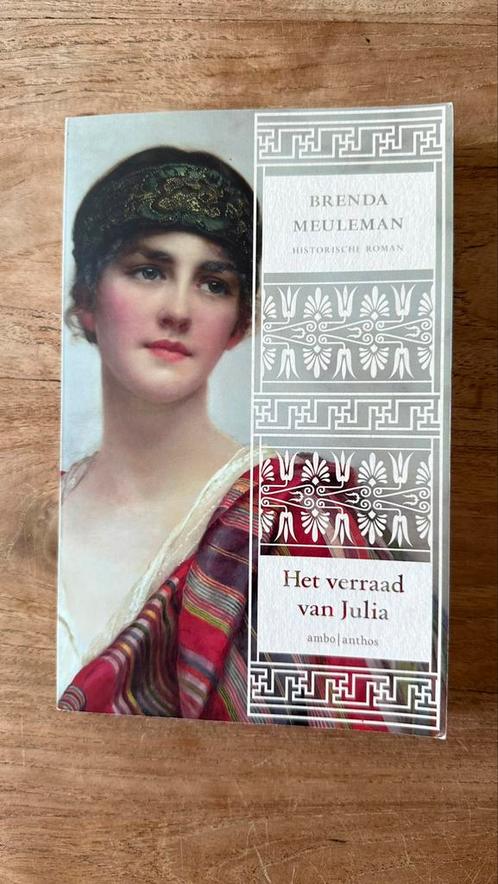 BRENDA
MEULEMAN
HISTORISCHE ROMAN
Het verraad
van Julia
ambo|anthos